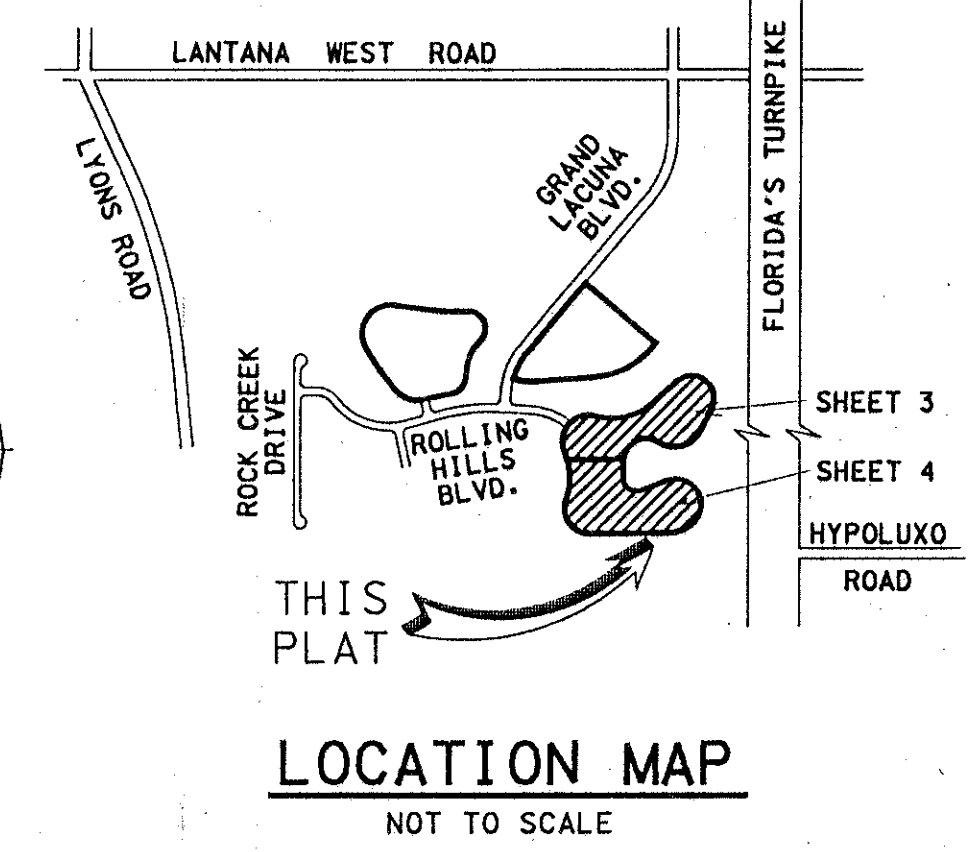 LANTANA WEST ROAD
FLORIDA'S TURNPIKE
LYONS ROAD
GRAND
LACUNA
BLVD.
ROCK CREEK
DRIVE
ROLLING
HILLS
BLVD.
SHEET 3
SHEET 4
HYPOLUXO
ROAD
THIS
PLAT
LOCATION MAP
NOT TO SCALE